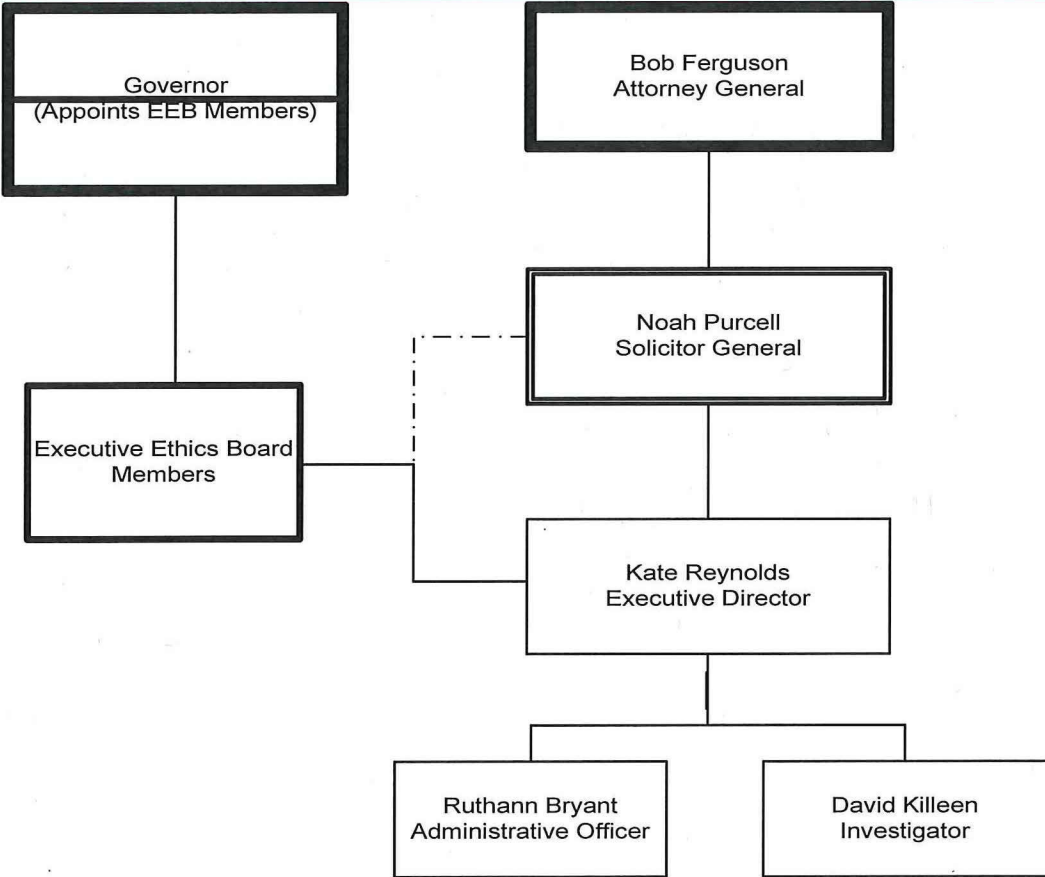 Governor
(Appoints EEB Members)
Bob Ferguson
Attorney General
Noah Purcell
Solicitor General
Executive Ethics Board
Members
Kate Reynolds
Executive Director
Ruthann Bryant
Administrative Officer
David Killeen
Investigator